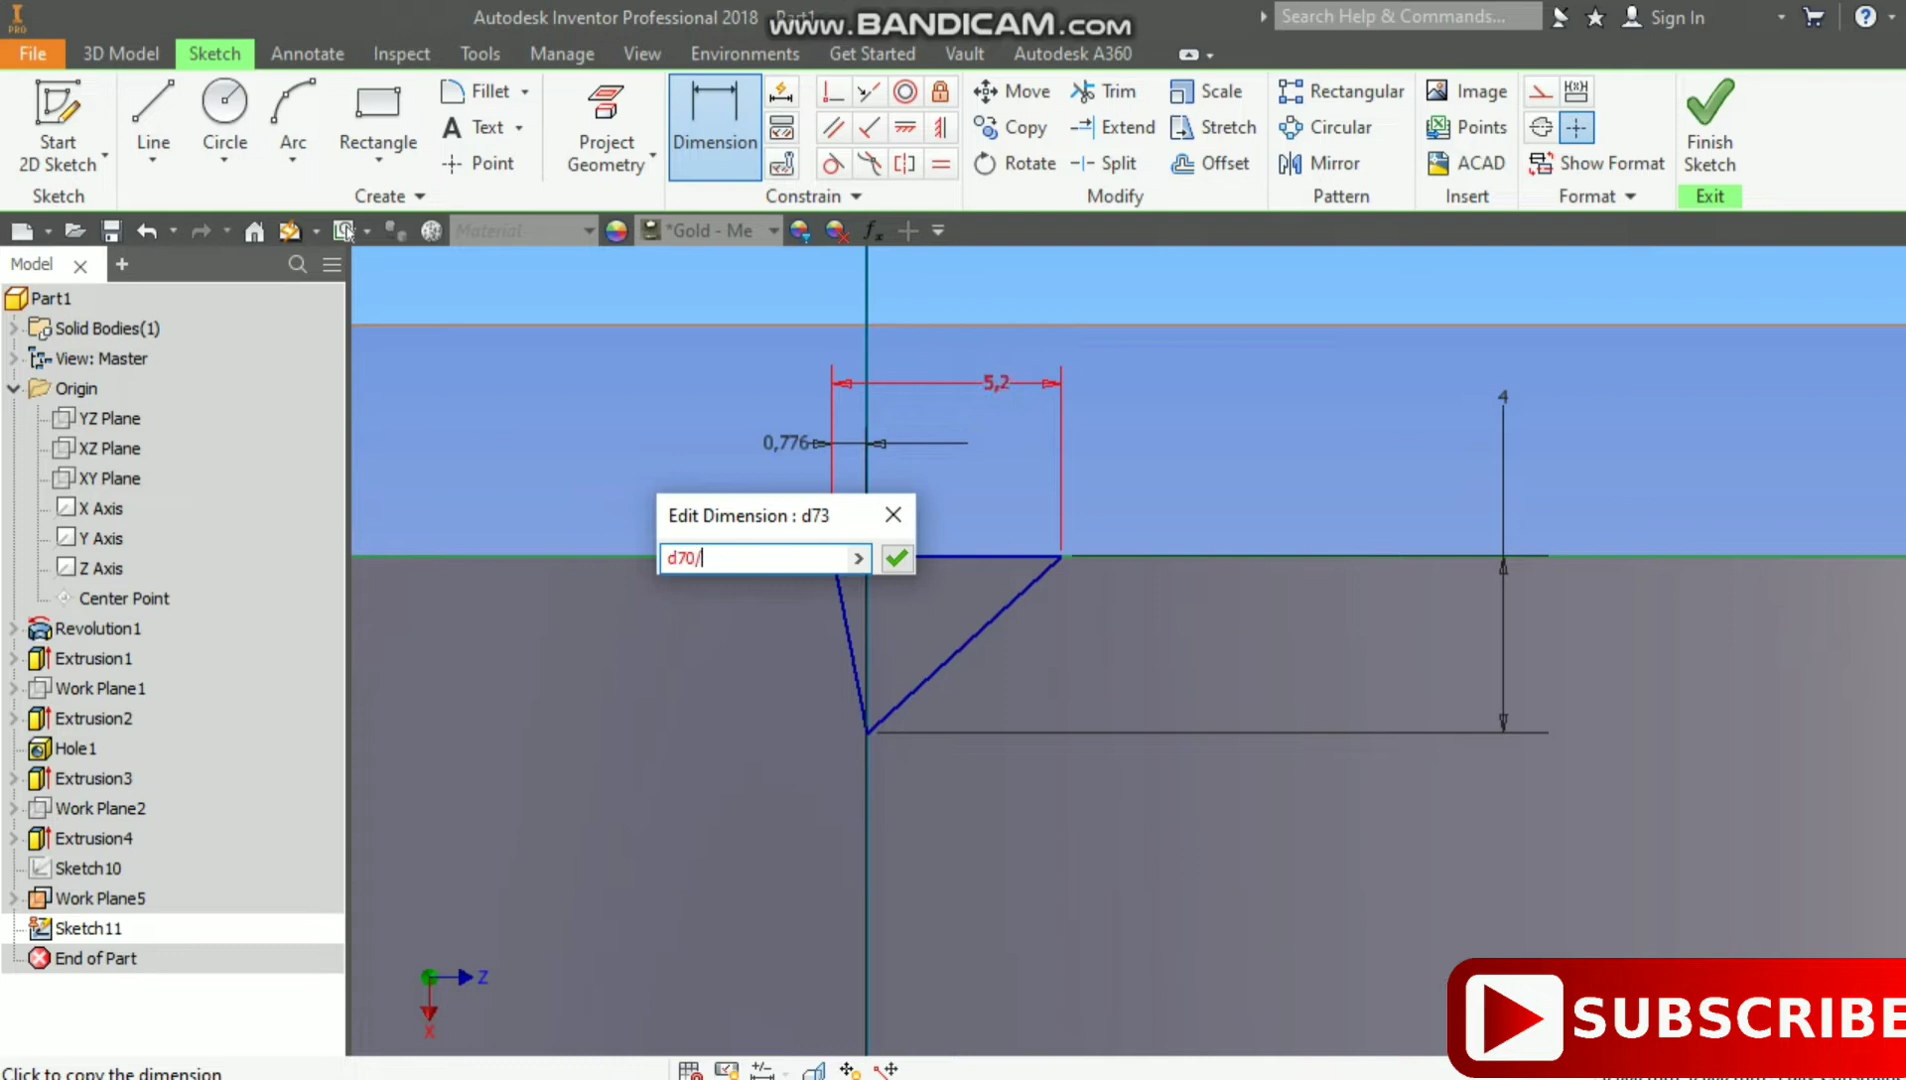 Autodesk Inventor Professional 2018
www.BANDICAM.com
Search Help & Commands...
Sign In
PRO
File
3D Model
Sketch
Annotate
Inspect
Tools
Manage
View
Environments
Get Started
Vault
Autodesk A360
Start
2D Sketch
Line
Circle
Arc
Rectangle
Fillet
Text
Point
Project
Geometry
Dimension
Move
Copy
Rotate
Trim
Extend
Split
Scale
Stretch
Offset
Rectangular
Circular
Mirror
Image
Points
ACAD
Show Format
Finish
Sketch
Sketch
Create
Constrain
Modify
Pattern
Insert
Format
Exit
Material
*Gold - Me
fx
Model
Part1
Solid Bodies(1)
View: Master
Origin
YZ Plane
XZ Plane
XY Plane
X Axis
Y Axis
Z Axis
Center Point
Revolution1
Extrusion1
Work Plane1
Extrusion2
Hole1
Extrusion3
Work Plane2
Extrusion4
Sketch10
Work Plane5
Sketch11
End of Part
5,2
4
0,776
Edit Dimension : d73
d70/
Z
X
SUBSCRIBE
Click to copy the dimension